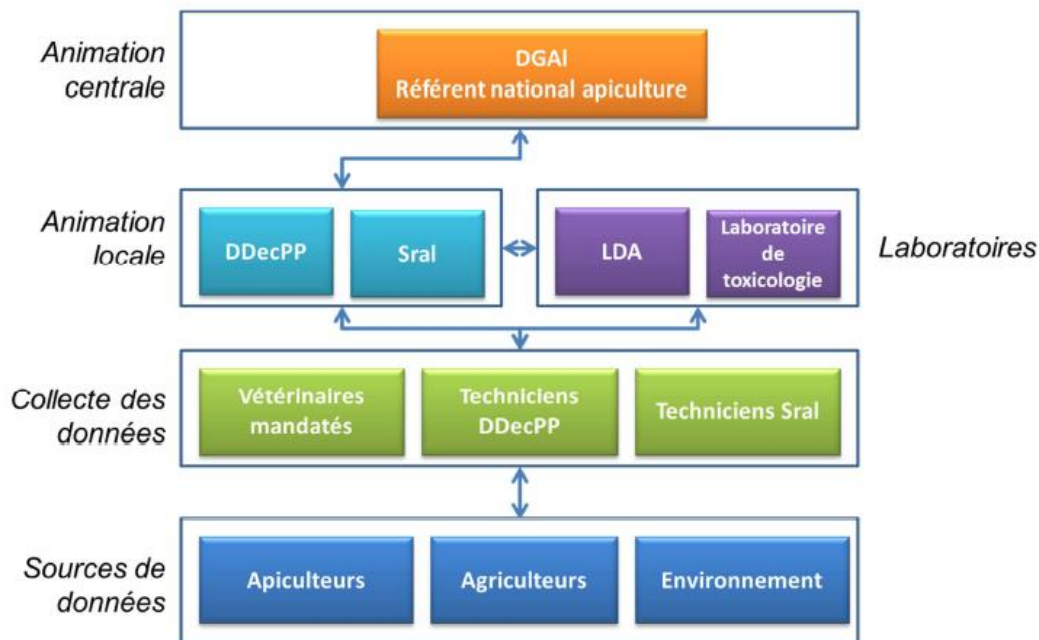 Animation
centrale
DGAl
Référent national apiculture
Animation
locale
DDecPP
Sral
LDA
Laboratoire
de
toxicologie
Laboratoires
Collecte des
données
Vétérinaires
mandatés
Techniciens
DDecPP
Techniciens Sral
Sources de
données
Apiculteurs
Agriculteurs
Environnement